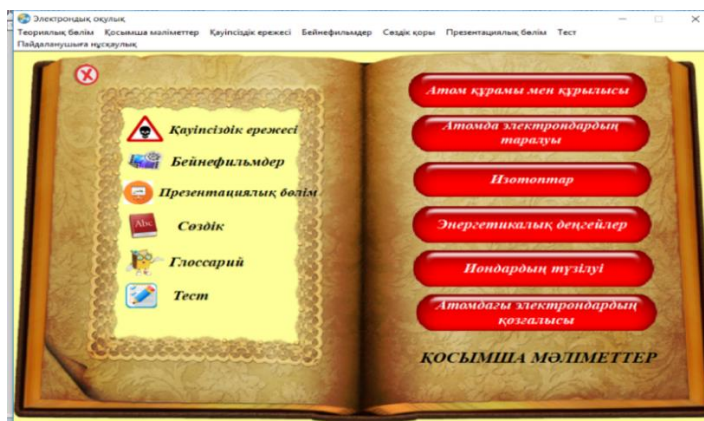 Электрондық оқулық
Теориялық бөлім Қосымша мәліметтер Қауіпсіздік ережесі Бейнефильмдер Сөздік қоры Презентациялық бөлім Тест
Пайдаланушыға нұсқаулық
Қауіпсіздік ережесі
Бейнефильмдер
Презентациялық бөлім
Abc
Сөздік
Глоссарий
Тест
Атом құрамы мен құрылысы
Атомда электрондардың
таралуы
Изотоптар
Энергетикалық деңгейлер
Иондардың түзілуі
Атомдағы электрондардың
қозғалысы
ҚОСЫМША МӘЛІМЕТТЕР